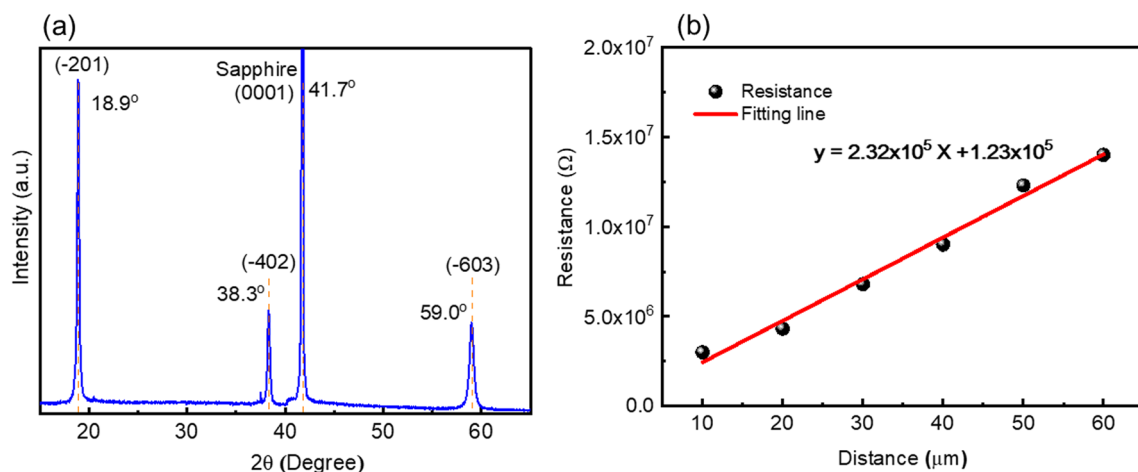 (a)
(-201)
18.9°
Sapphire
(0001)
41.7°
(-402)
38.3°
(-603)
59.0°
Intensity (a.u.)
20
30
40
50
60
2θ (Degree)
(b)
2.0x10⁷
1.5x10⁷
1.0x10⁷
5.0x10⁶
0.0
Resistance (Ω)
Resistance
Fitting line
y = 2.32x10⁵ X +1.23x10⁵
10
20
30
40
50
60
Distance (μm)